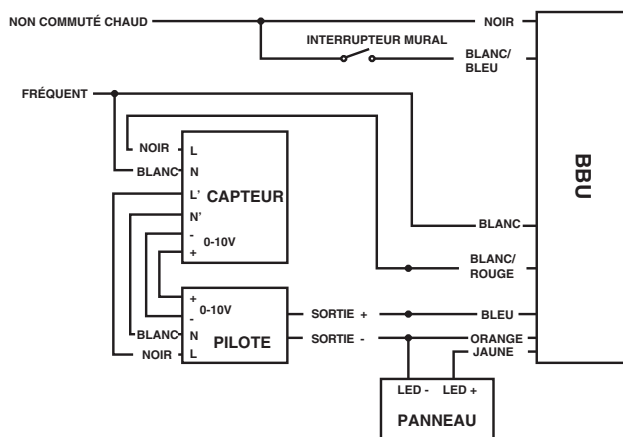 NON COMMUTÉ CHAUD
NOIR
INTERRUPTEUR MURAL
BLANC/
BLEU
FRÉQUENT
NOIR
L
BLANC
N
L'
CAPTEUR
N'
-
0-10V
+
BBU
BLANC
BLANC/
ROUGE
+
0-10V
-
SORTIE +
BLEU
BLANC
N
PILOTE
SORTIE -
ORANGE
NOIR
L
JAUNE
LED -
LED +
PANNEAU